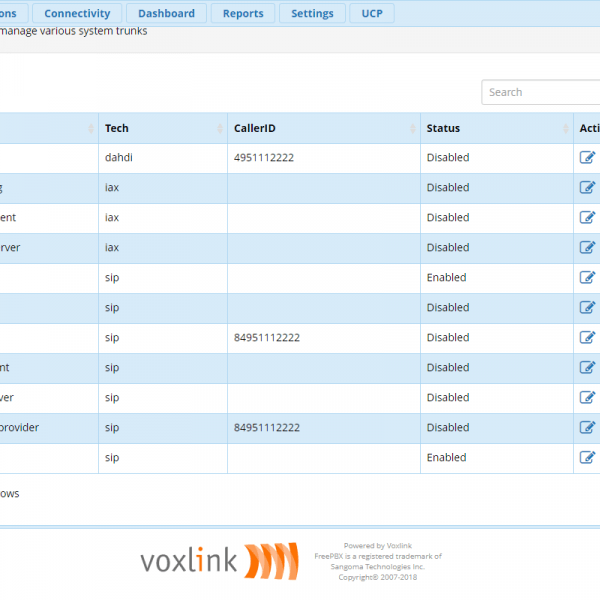 ons Connectivity Dashboard Reports Settings UCP
manage various system trunks
Search
Tech CallerID Status Acti
dahdi 4951112222 Disabled
g iax Disabled
ent iax Disabled
rver iax Disabled
sip Enabled
sip Disabled
sip 84951112222 Disabled
nt sip Disabled
ver sip Disabled
provider sip 84951112222 Disabled
sip Enabled
ows
voxlink
Powered by Voxlink
FreePBX is a registered trademark of
Sangoma Technologies Inc.
Copyright© 2007-2018